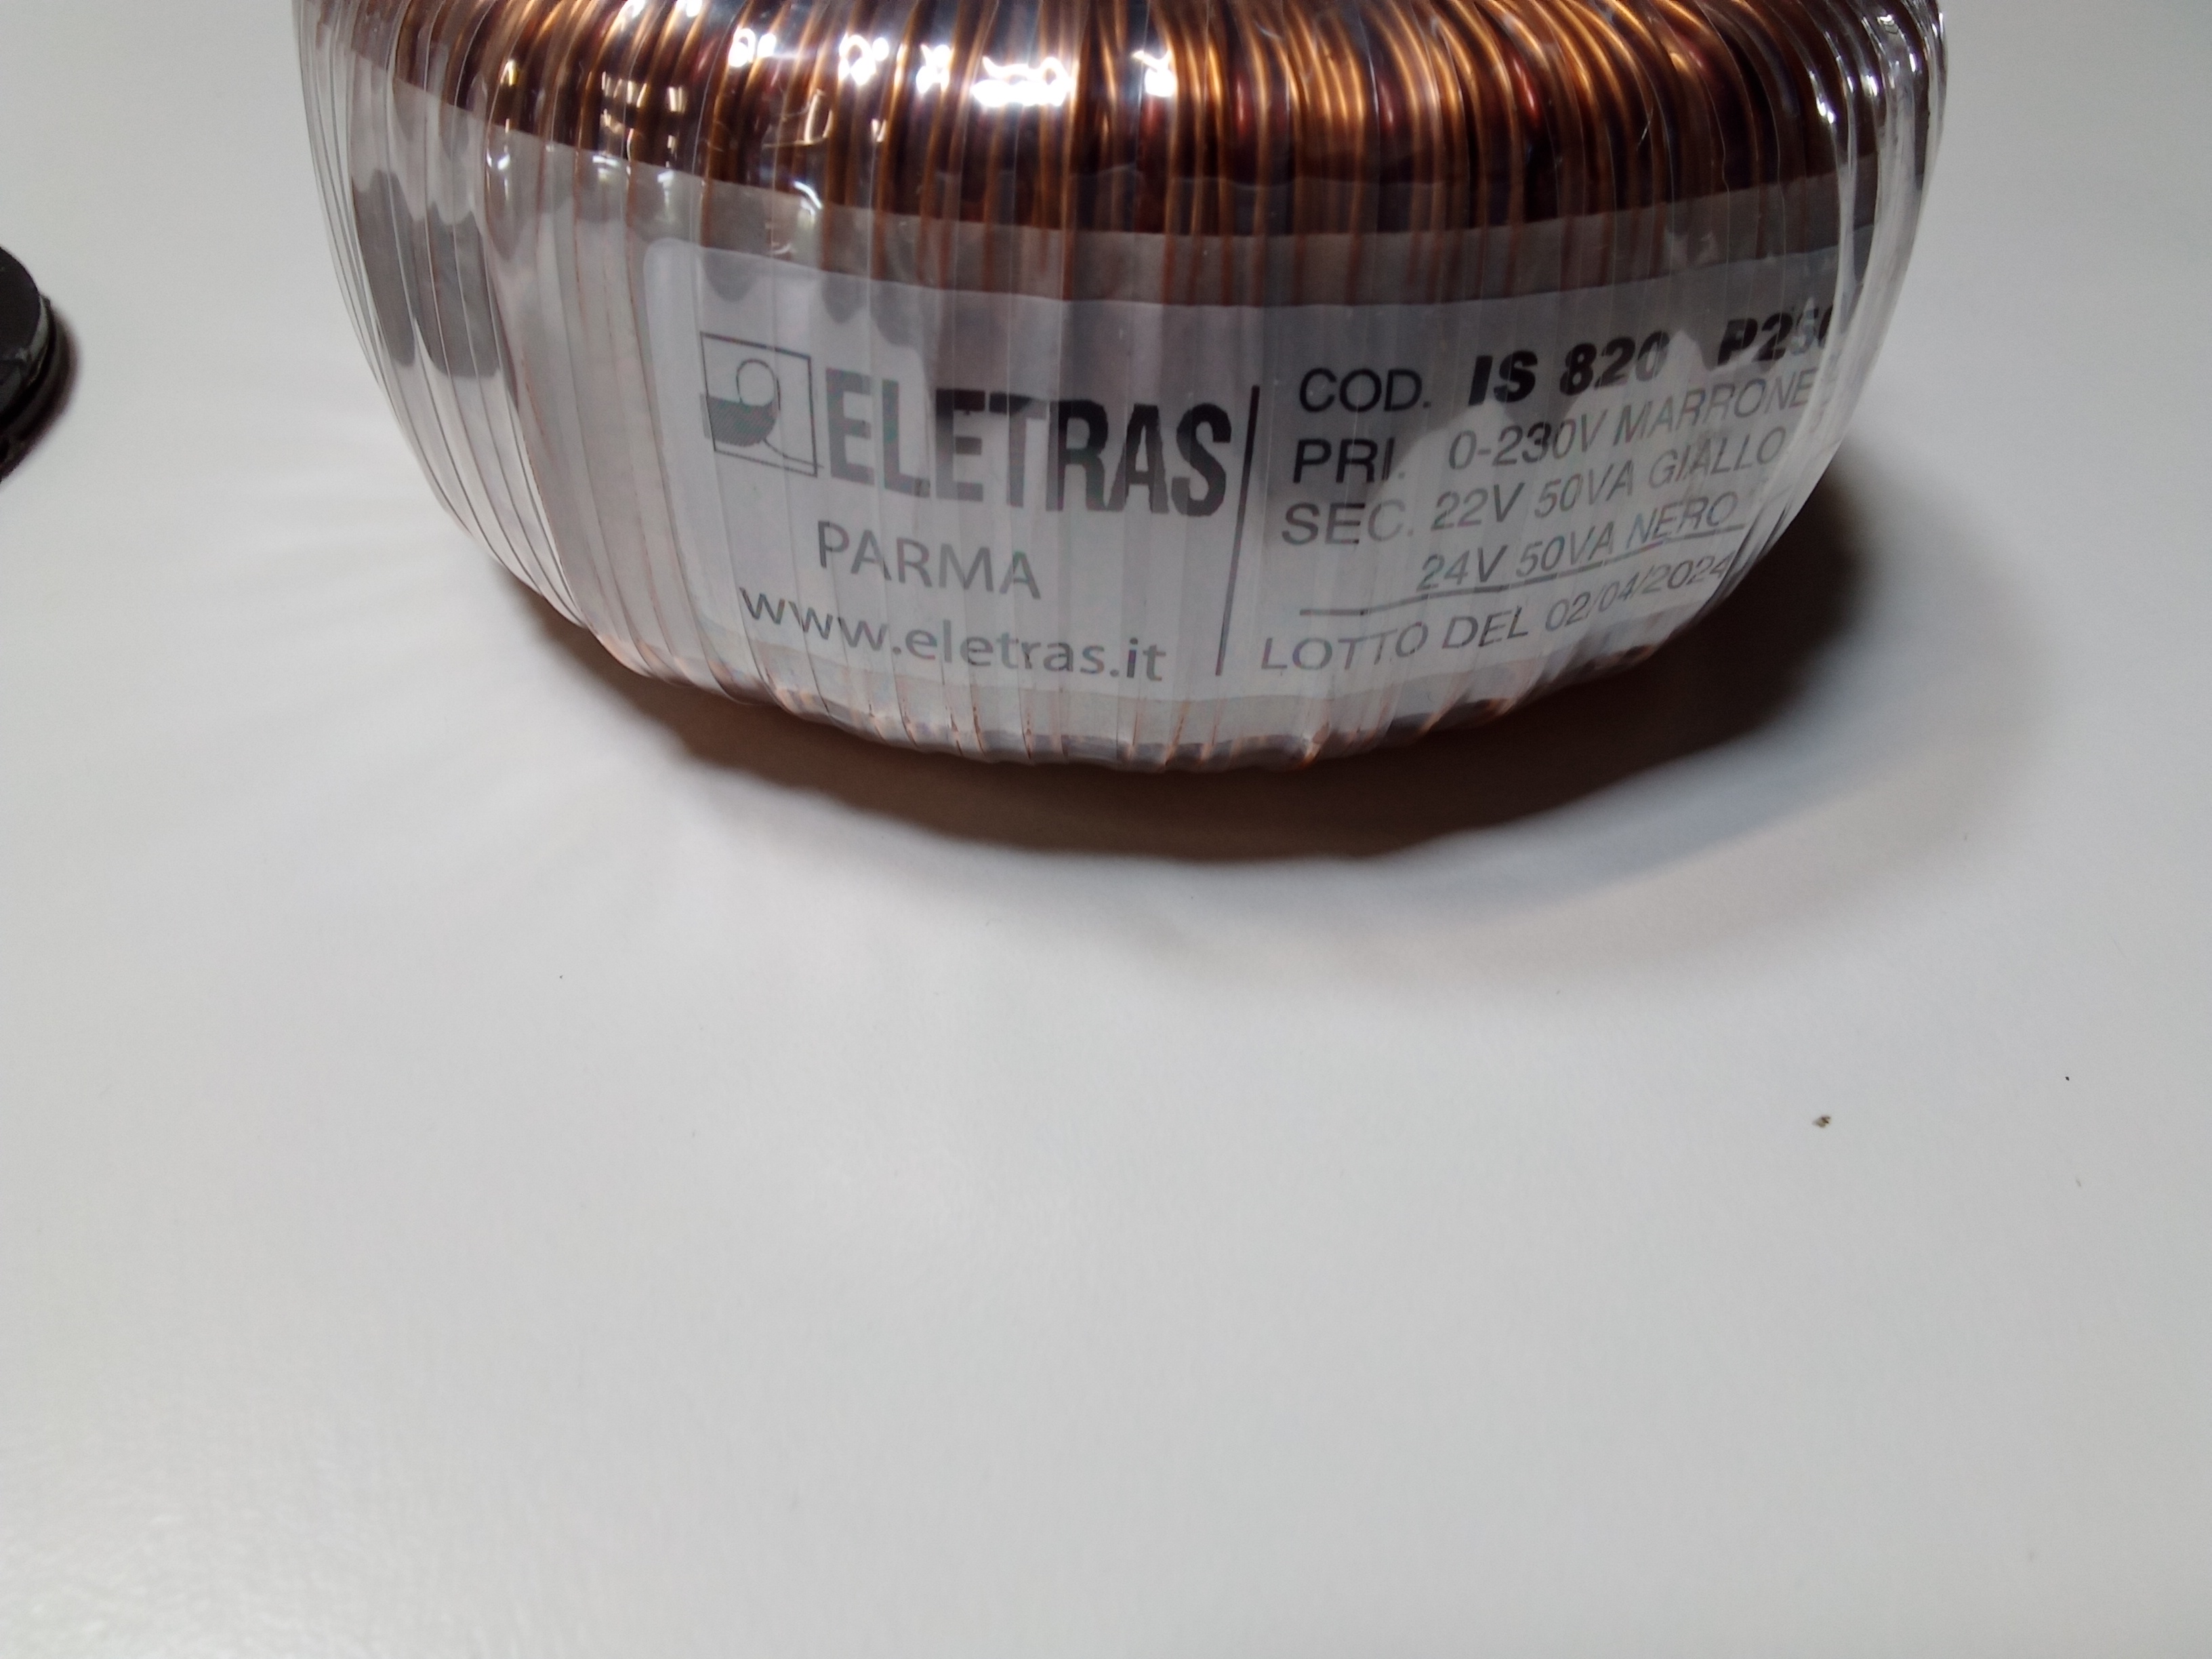 ELETRAS
PARMA
www.eletras.it
COD. IS 820
PRI. 0-230V MARRONE
SEC. 22V 50VA GIALLO
24V 50VA NERO
LOTTO DEL 02/04/2024